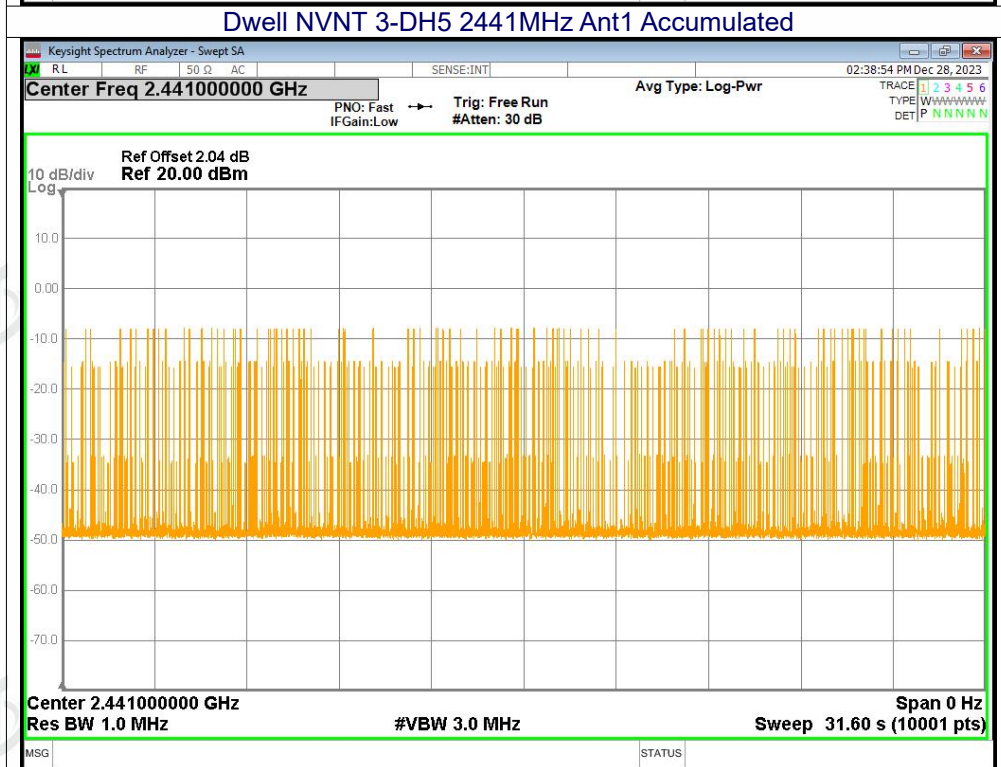 Dwell NVNT 3-DH5 2441MHz Ant1 Accumulated
Keysight Spectrum Analyzer - Swept SA
LXI RL RF 50 Ω AC SENSE:INT 02:38:54 PM Dec 28, 2023
Center Freq 2.441000000 GHz Avg Type: Log-Pwr TRACE 1 2 3 4 5 6
PNO: Fast Trig: Free Run TYPE WWWWWWW
IFGain:Low #Atten: 30 dB DET P N N N N N
Ref Offset 2.04 dB
10 dB/div Ref 20.00 dBm
Log
10.0
0.00
-10.0
-20.0
-30.0
-40.0
-50.0
-60.0
-70.0
Center 2.441000000 GHz Span 0 Hz
Res BW 1.0 MHz #VBW 3.0 MHz Sweep 31.60 s (10001 pts)
MSG STATUS